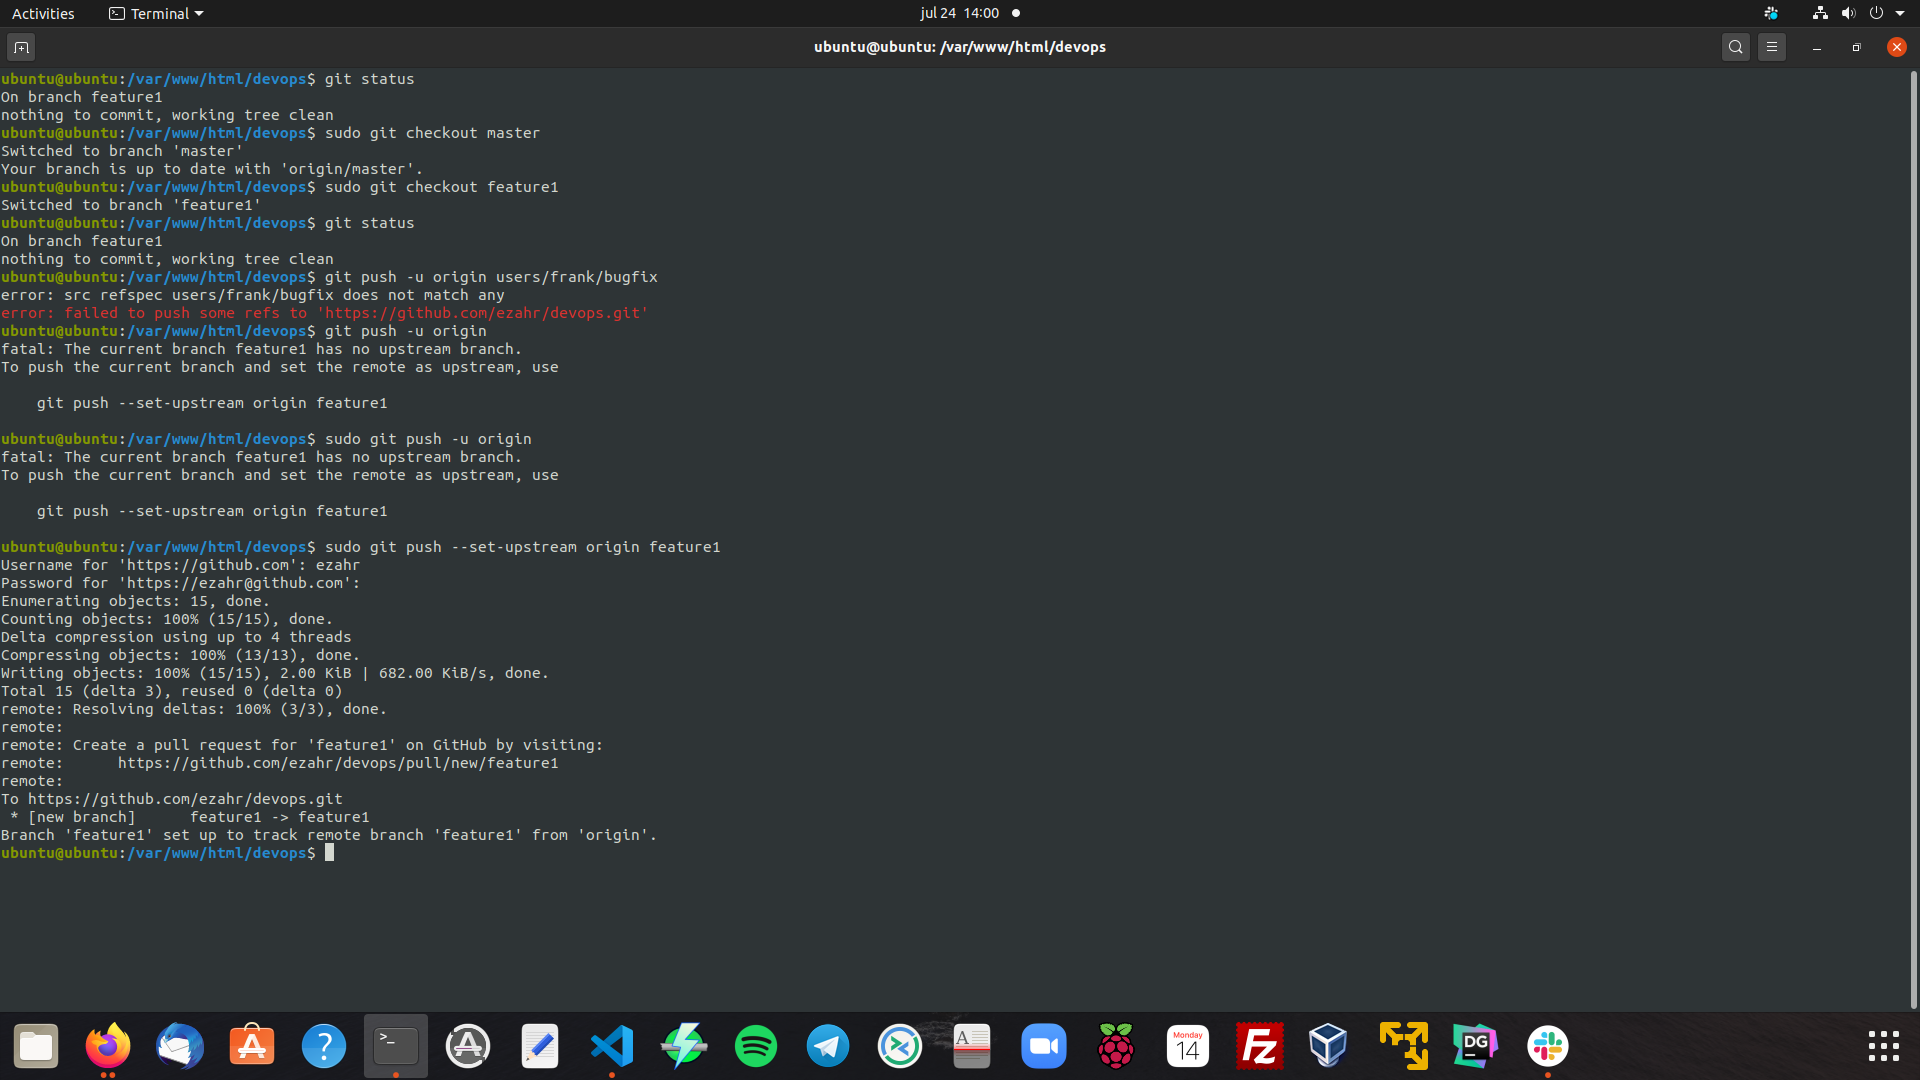 Activities
Terminal
jul 24 14:00
ubuntu@ubuntu: /var/www/html/devops
ubuntu@ubuntu:/var/www/html/devops$ git status
On branch feature1
nothing to commit, working tree clean
ubuntu@ubuntu:/var/www/html/devops$ sudo git checkout master
Switched to branch 'master'
Your branch is up to date with 'origin/master'.
ubuntu@ubuntu:/var/www/html/devops$ sudo git checkout feature1
Switched to branch 'feature1'
ubuntu@ubuntu:/var/www/html/devops$ git status
On branch feature1
nothing to commit, working tree clean
ubuntu@ubuntu:/var/www/html/devops$ git push -u origin users/frank/bugfix
error: src refspec users/frank/bugfix does not match any
error: failed to push some refs to 'https://github.com/ezahr/devops.git'
ubuntu@ubuntu:/var/www/html/devops$ git push -u origin
fatal: The current branch feature1 has no upstream branch.
To push the current branch and set the remote as upstream, use
git push --set-upstream origin feature1
ubuntu@ubuntu:/var/www/html/devops$ sudo git push -u origin
fatal: The current branch feature1 has no upstream branch.
To push the current branch and set the remote as upstream, use
git push --set-upstream origin feature1
ubuntu@ubuntu:/var/www/html/devops$ sudo git push --set-upstream origin feature1
Username for 'https://github.com': ezahr
Password for 'https://ezahr@github.com':
Enumerating objects: 15, done.
Counting objects: 100% (15/15), done.
Delta compression using up to 4 threads
Compressing objects: 100% (13/13), done.
Writing objects: 100% (15/15), 2.00 KiB | 682.00 KiB/s, done.
Total 15 (delta 3), reused 0 (delta 0)
remote: Resolving deltas: 100% (3/3), done.
remote:
remote: Create a pull request for 'feature1' on GitHub by visiting:
remote:      https://github.com/ezahr/devops/pull/new/feature1
remote:
To https://github.com/ezahr/devops.git
* [new branch]      feature1 -> feature1
Branch 'feature1' set up to track remote branch 'feature1' from 'origin'.
ubuntu@ubuntu:/var/www/html/devops$
Monday
14
Fz
DG